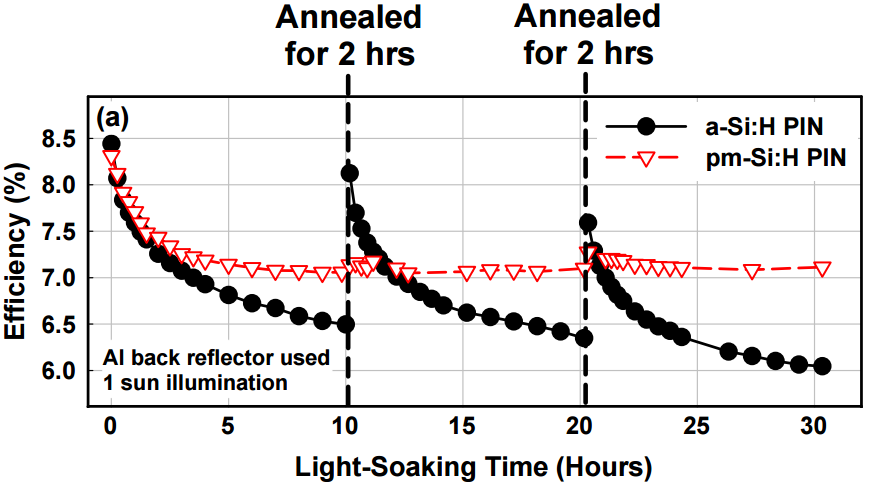 Annealed
for 2 hrs
Annealed
for 2 hrs
(a)
a-Si:H PIN
pm-Si:H PIN
Efficiency (%)
8.5
8.0
7.5
7.0
6.5
6.0
Al back reflector used
1 sun illumination
0
5
10
15
20
25
30
Light-Soaking Time (Hours)